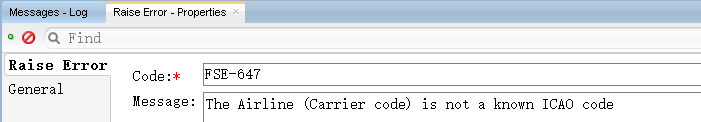 Messages - Log Raise Error - Properties ×
Find
Raise Error
General
Code:* FSE-647
Message: The Airline (Carrier code) is not a known ICAO code